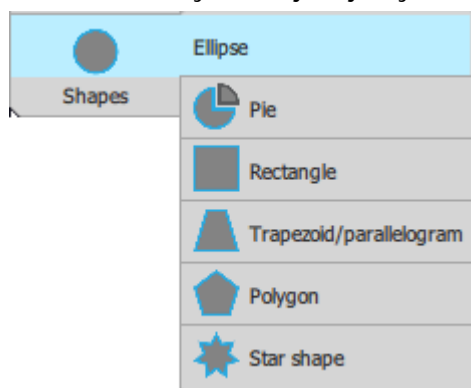 Ellipse
Shapes
Pie
Rectangle
Trapezoid/parallelogram
Polygon
Star shape